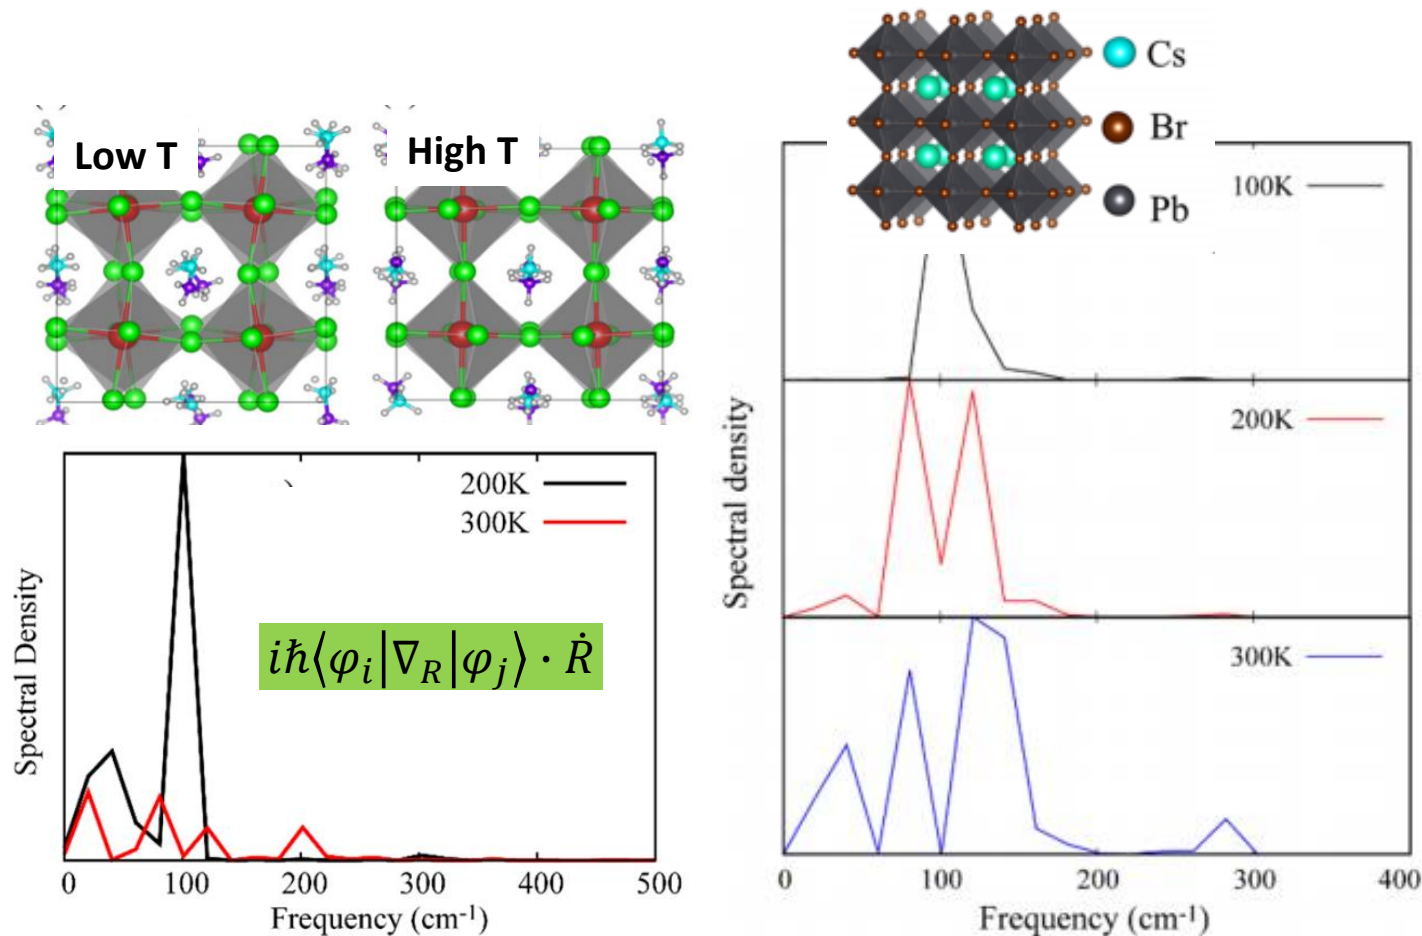 Low T
High T
200K
300K
Spectral Density
iħ⟨φᵢ|∇_R|φⱼ⟩ · Ṙ
0 100 200 300 400 500
Frequency (cm⁻¹)
Cs
Br
Pb
100K
200K
300K
Spectral density
0 100 200 300 400
Frequency (cm⁻¹)